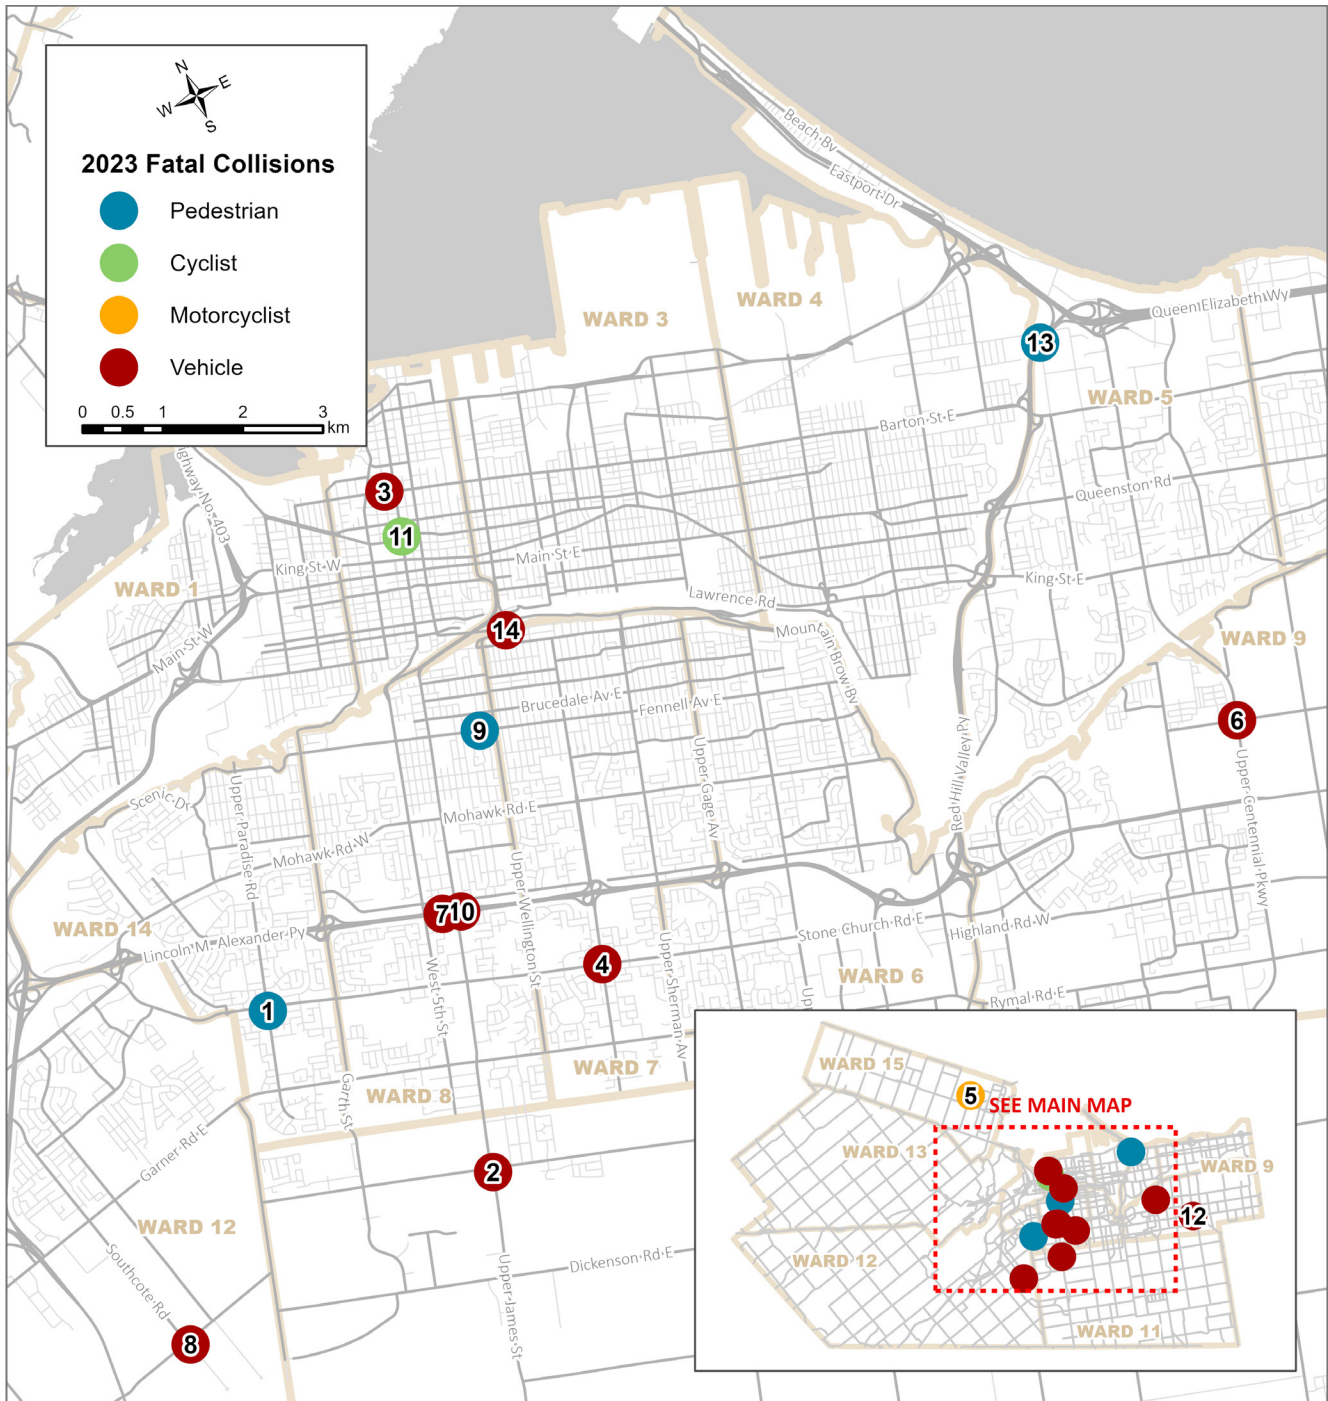 N
E
W
S
2023 Fatal Collisions
Pedestrian
Cyclist
Motorcyclist
Vehicle
0 0.5 1 2 3
km
Beach Bv
Eastport Dr
WARD 4
WARD 3
Queen Elizabeth Wy
13
WARD 5
Barton St E
Highway No. 403
3
Queenston Rd
11
Main St E
King St W
King St E
WARD 1
Lawrence Rd
14
Mountain Brow Bv
WARD 9
Main St W
Brucedale Av E
Fennell Av E
9
6
Red Hill Valley Py
Upper Gage Av
Scenic Dr
Upper Paradise Rd
Mohawk Rd E
Mohawk Rd W
Upper Centennial Pkwy
Upper Wellington St
7
10
WARD 14
Lincoln M. Alexander Py
Stone Church Rd E
Highland Rd W
West 5th St
4
Upper Sherman Av
WARD 6
Rymal Rd E
1
WARD 7
WARD 8
Garth St
Garner Rd E
2
WARD 12
Southcote Rd
Dickenson Rd E
Upper James St
8
WARD 15
5
SEE MAIN MAP
WARD 13
WARD 9
12
WARD 12
WARD 11